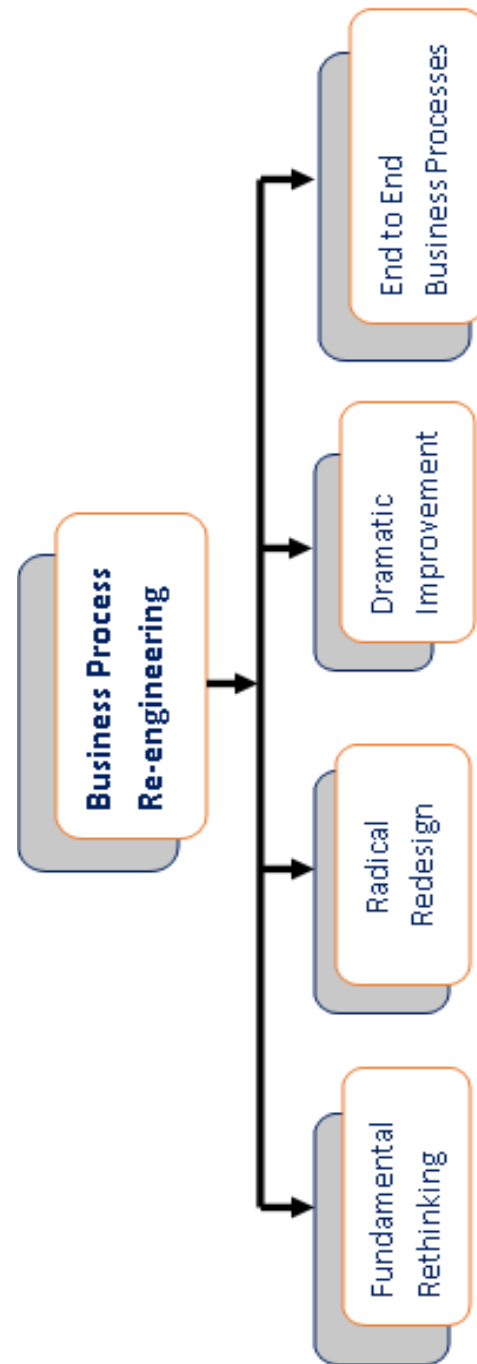 Business Process
Re-engineering
Fundamental
Rethinking
Radical
Redesign
Dramatic
Improvement
End to End
Business Processes